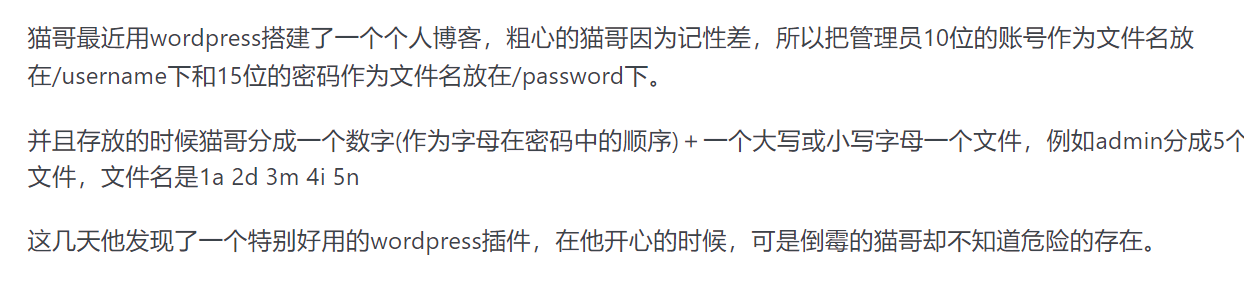 猫哥最近用wordpress搭建了一个个人博客，粗心的猫哥因为记性差，所以把管理员10位的账号作为文件名放
在/username下和15位的密码作为文件名放在/password下。
并且存放的时候猫哥分成一个数字(作为字母在密码中的顺序)＋一个大写或小写字母一个文件，例如admin分成5个
文件，文件名是1a 2d 3m 4i 5n
这几天他发现了一个特别好用的wordpress插件，在他开心的时候，可是倒霉的猫哥却不知道危险的存在。